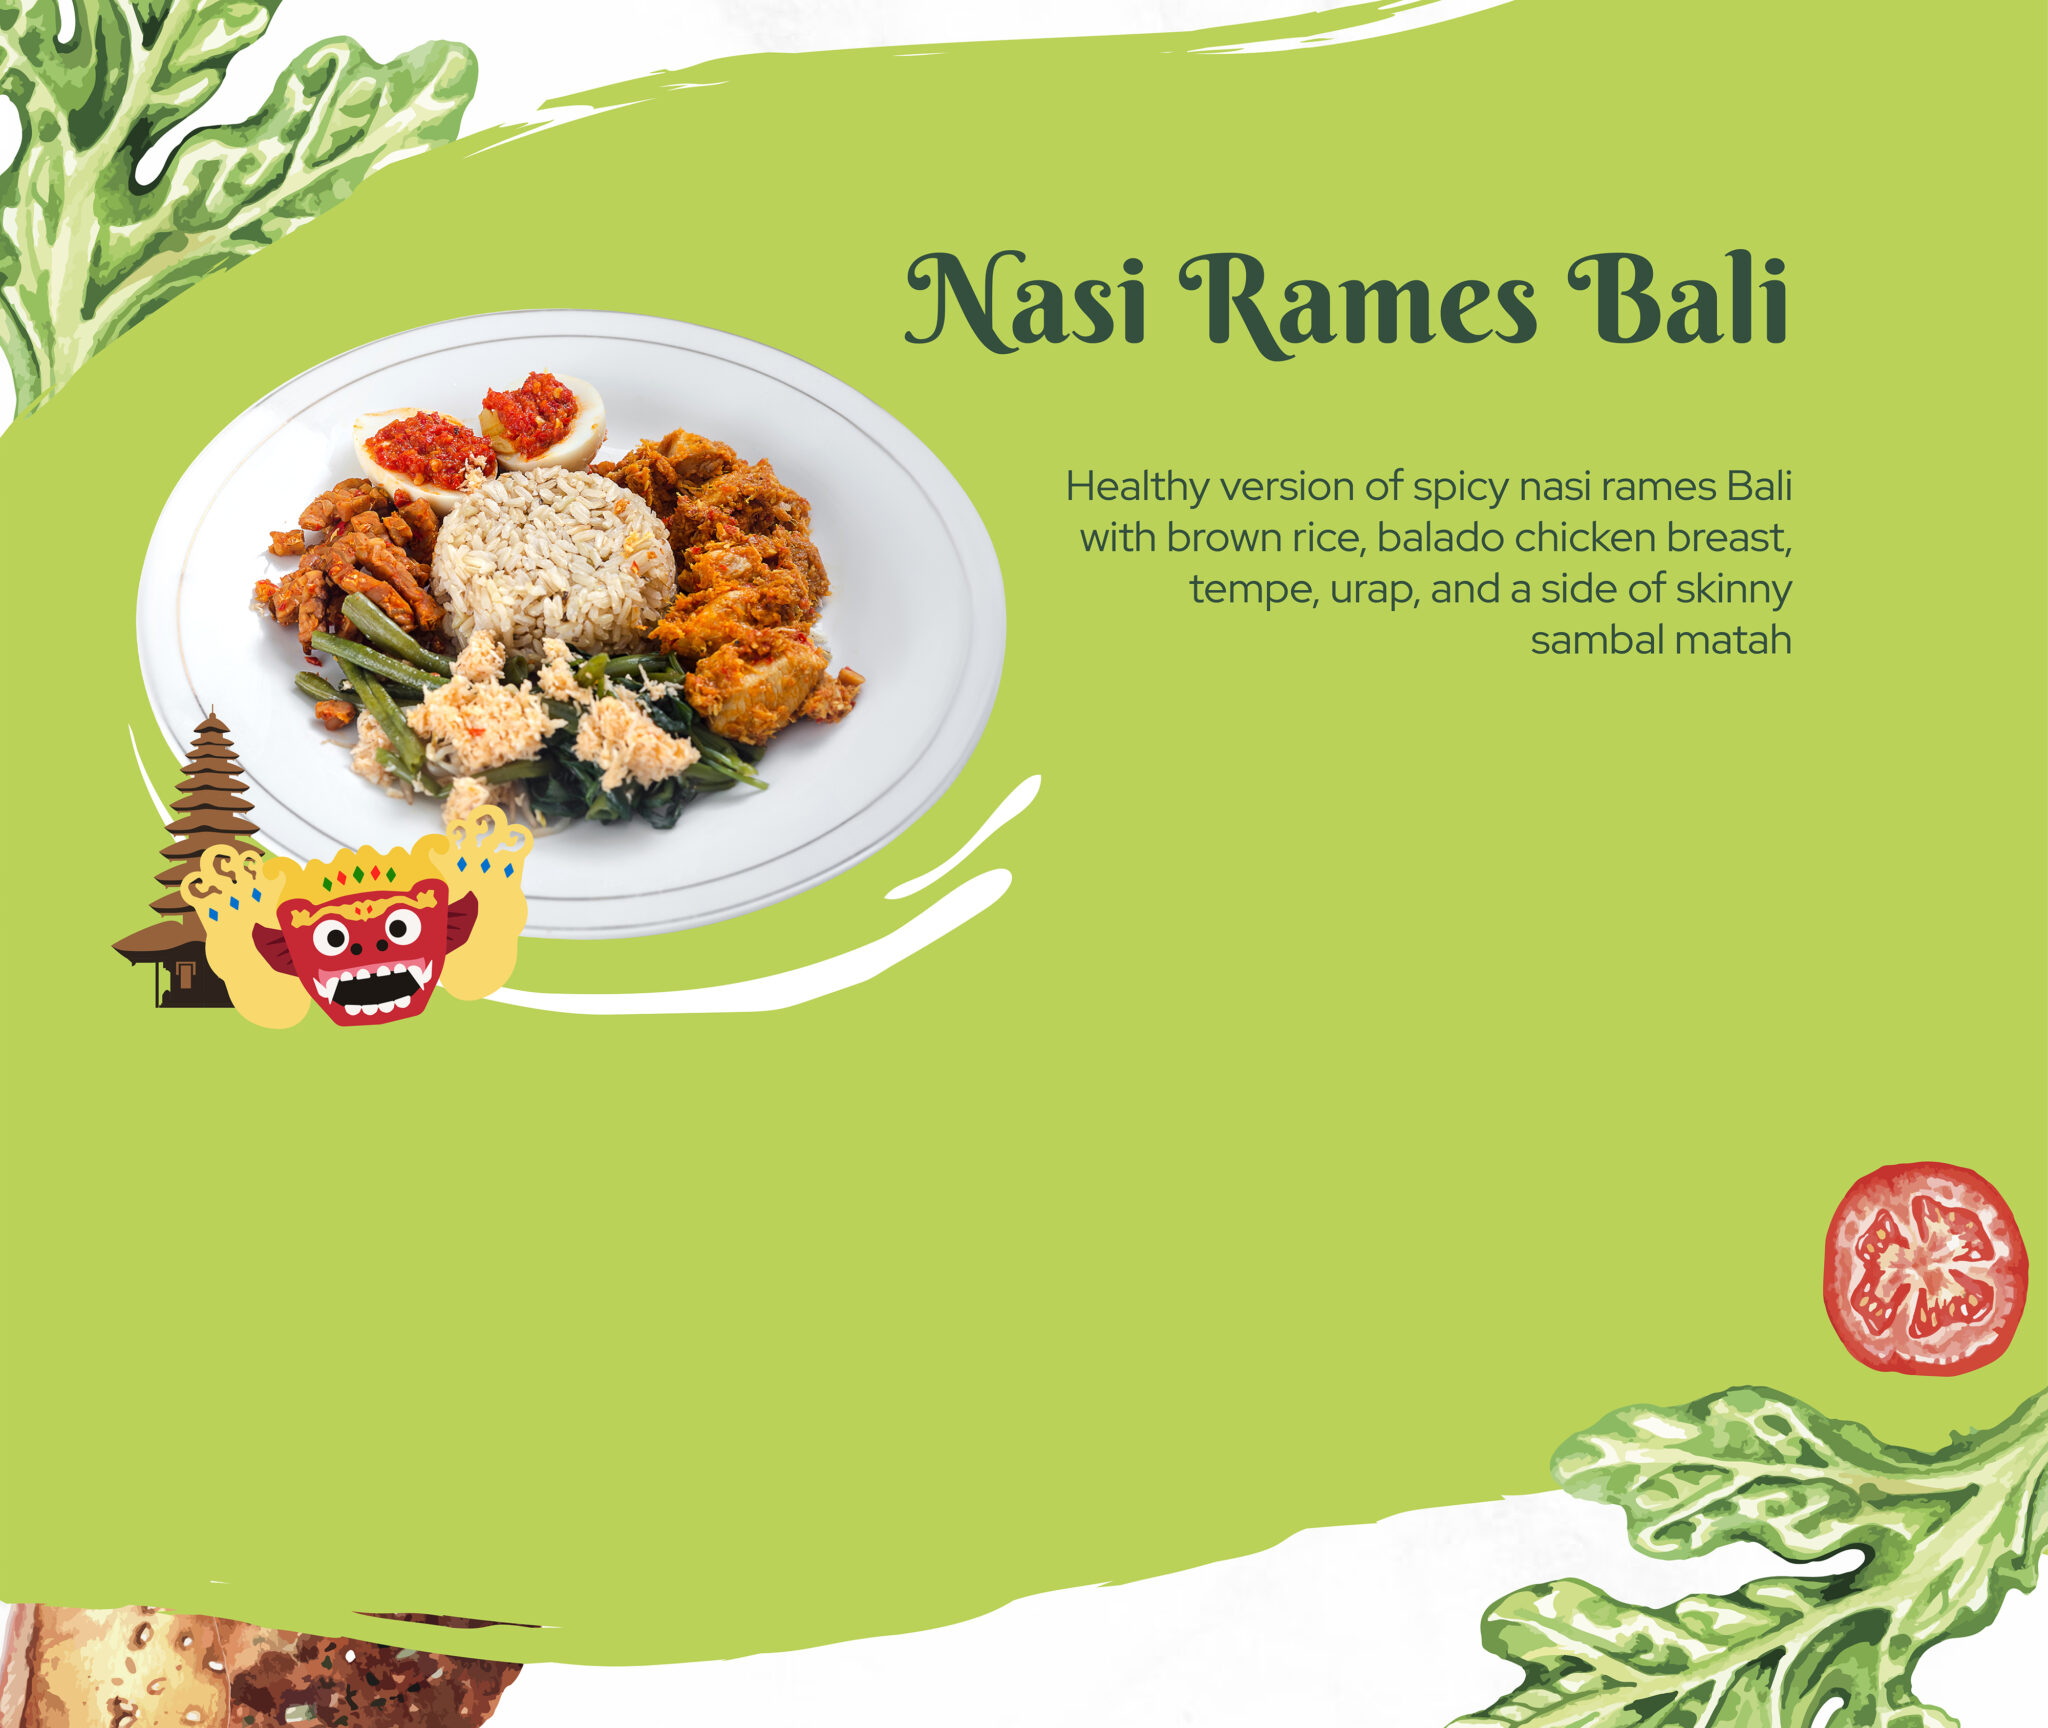 Nasi Rames Bali
Healthy version of spicy nasi rames Bali
with brown rice, balado chicken breast,
tempe, urap, and a side of skinny
sambal matah